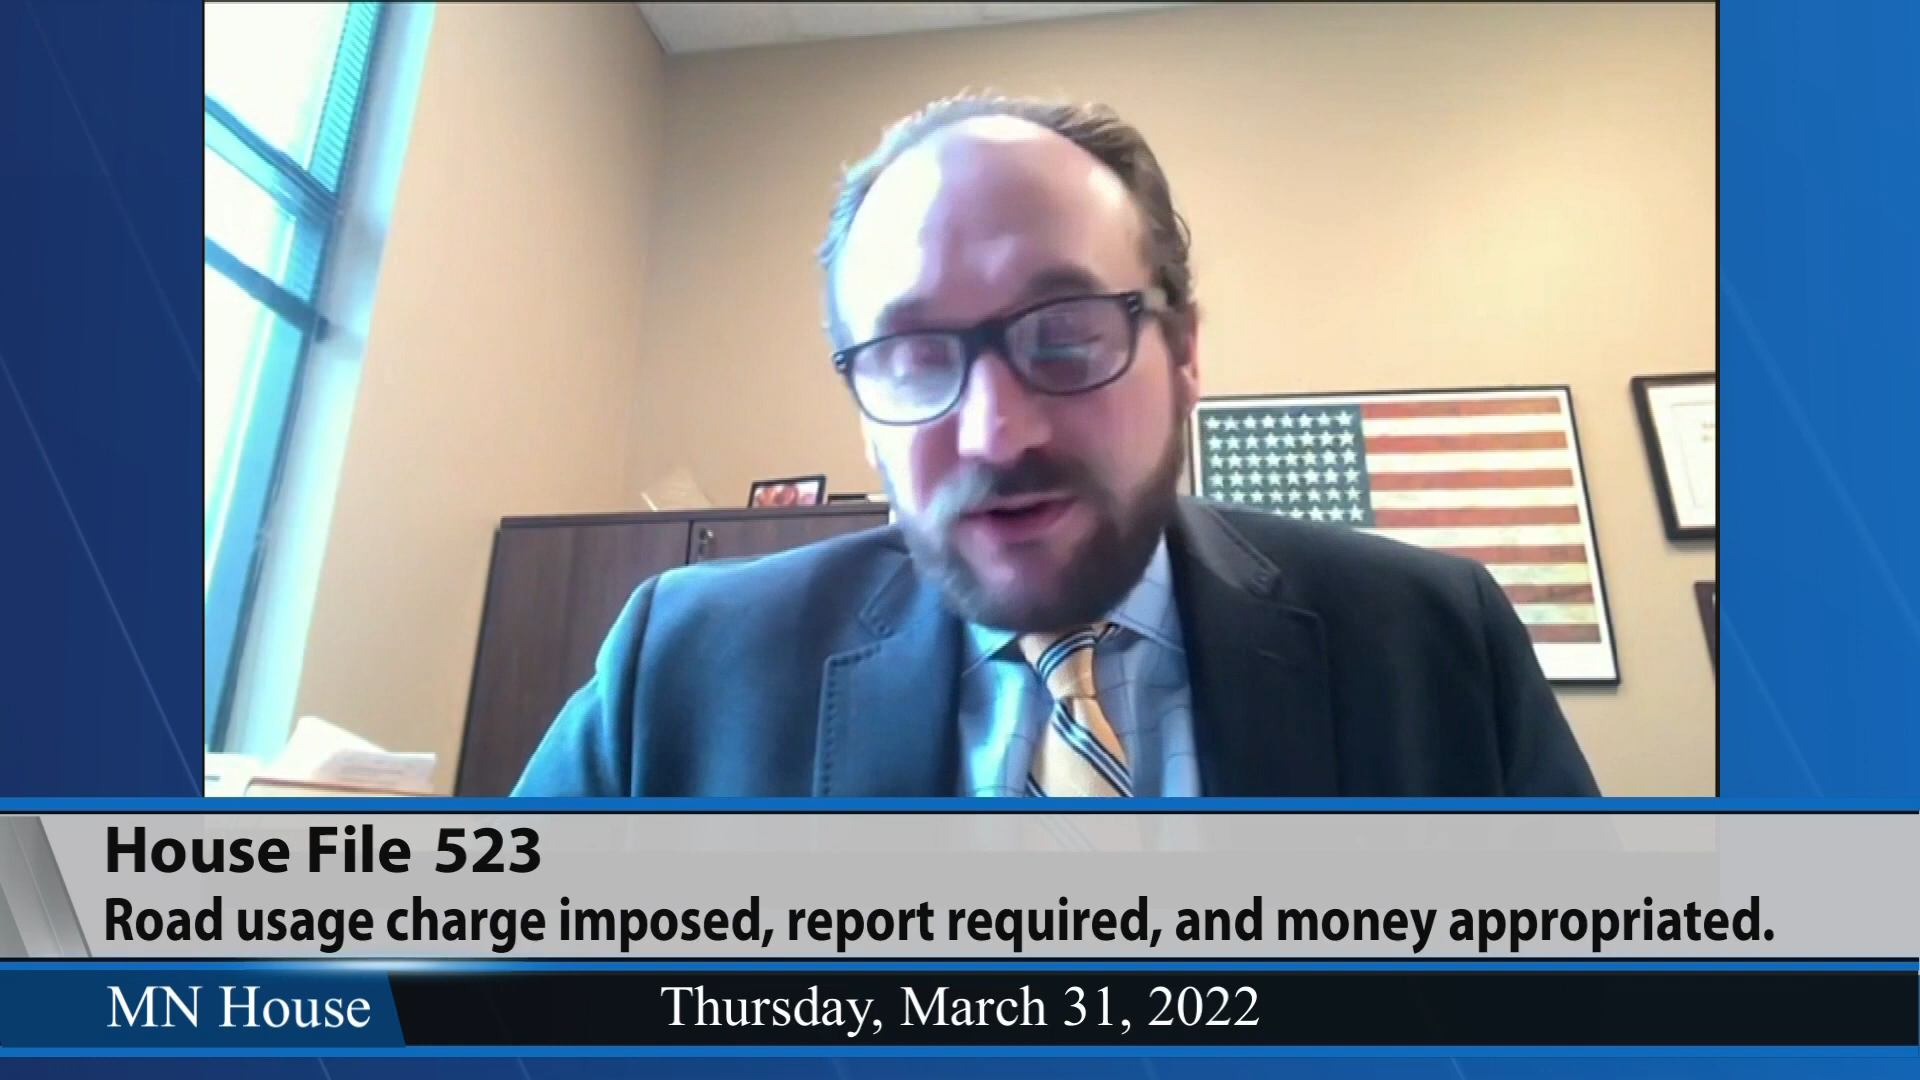 House File 523
Road usage charge imposed, report required, and money appropriated.
MN House
Thursday, March 31, 2022